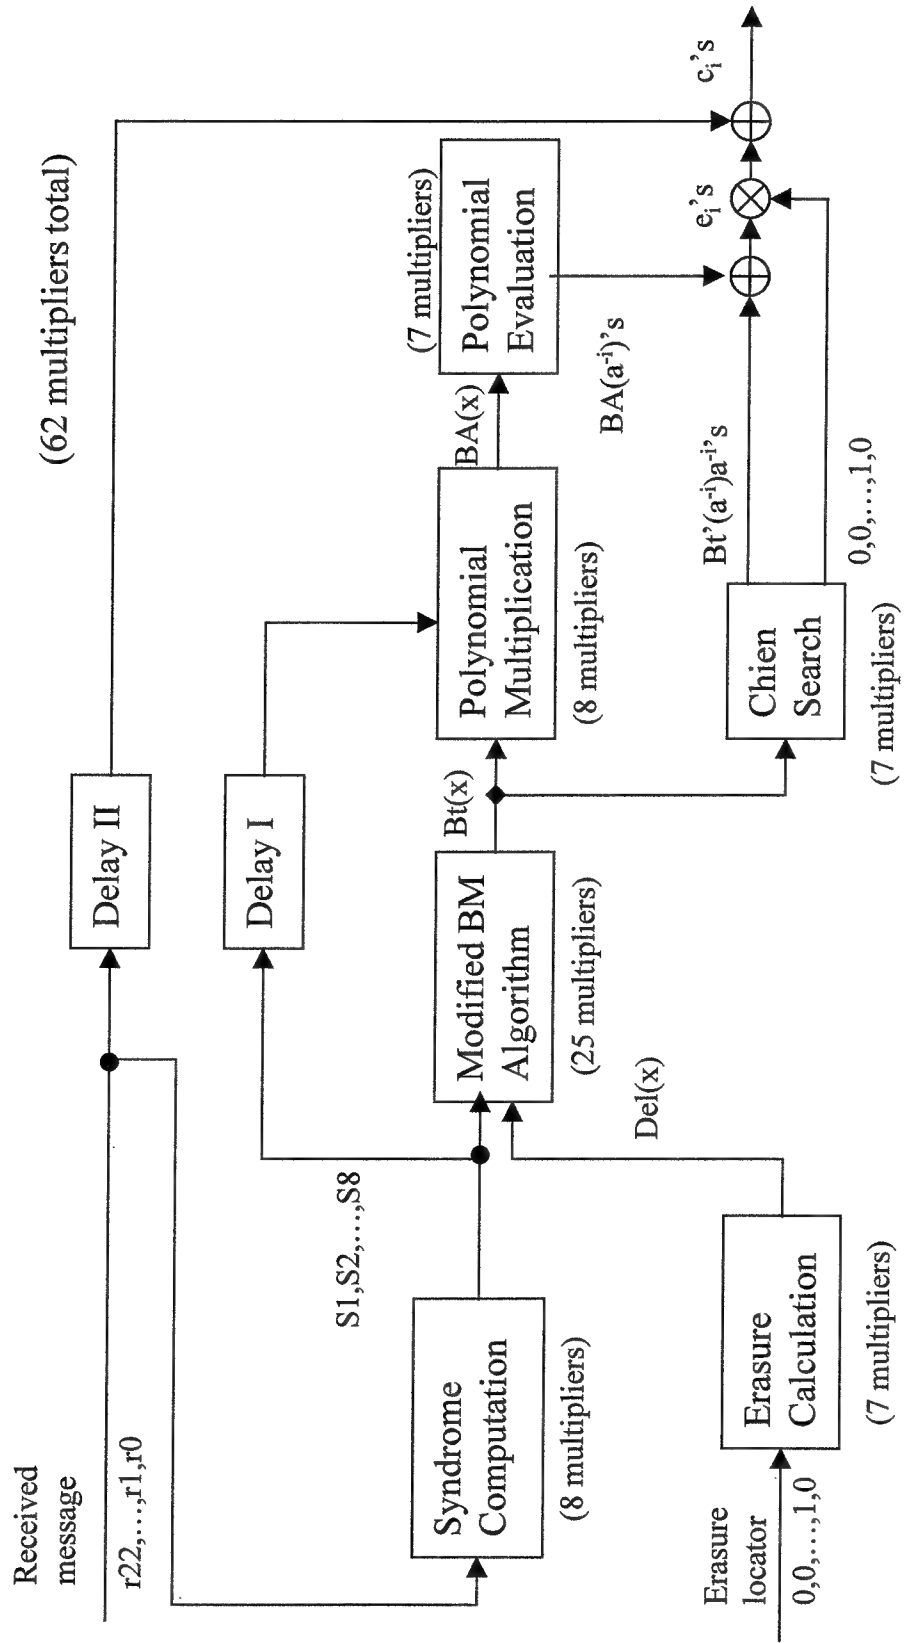 (62 multipliers total)
Received
message
r22,...,r1,r0
Delay II
Delay I
S1,S2,...,S8
Syndrome
Computation
(8 multipliers)
Modified BM
Algorithm
(25 multipliers)
Bt(x)
Polynomial
Multiplication
(8 multipliers)
BA(x)
(7 multipliers)
Polynomial
Evaluation
BA(a⁻ⁱ)'s
Erasure
locator
0,0,...,1,0
Erasure
Calculation
(7 multipliers)
Del(x)
Chien
Search
(7 multipliers)
Bt'(a⁻ⁱ)a⁻ⁱ's
0,0,...,1,0
eᵢ's
cᵢ's